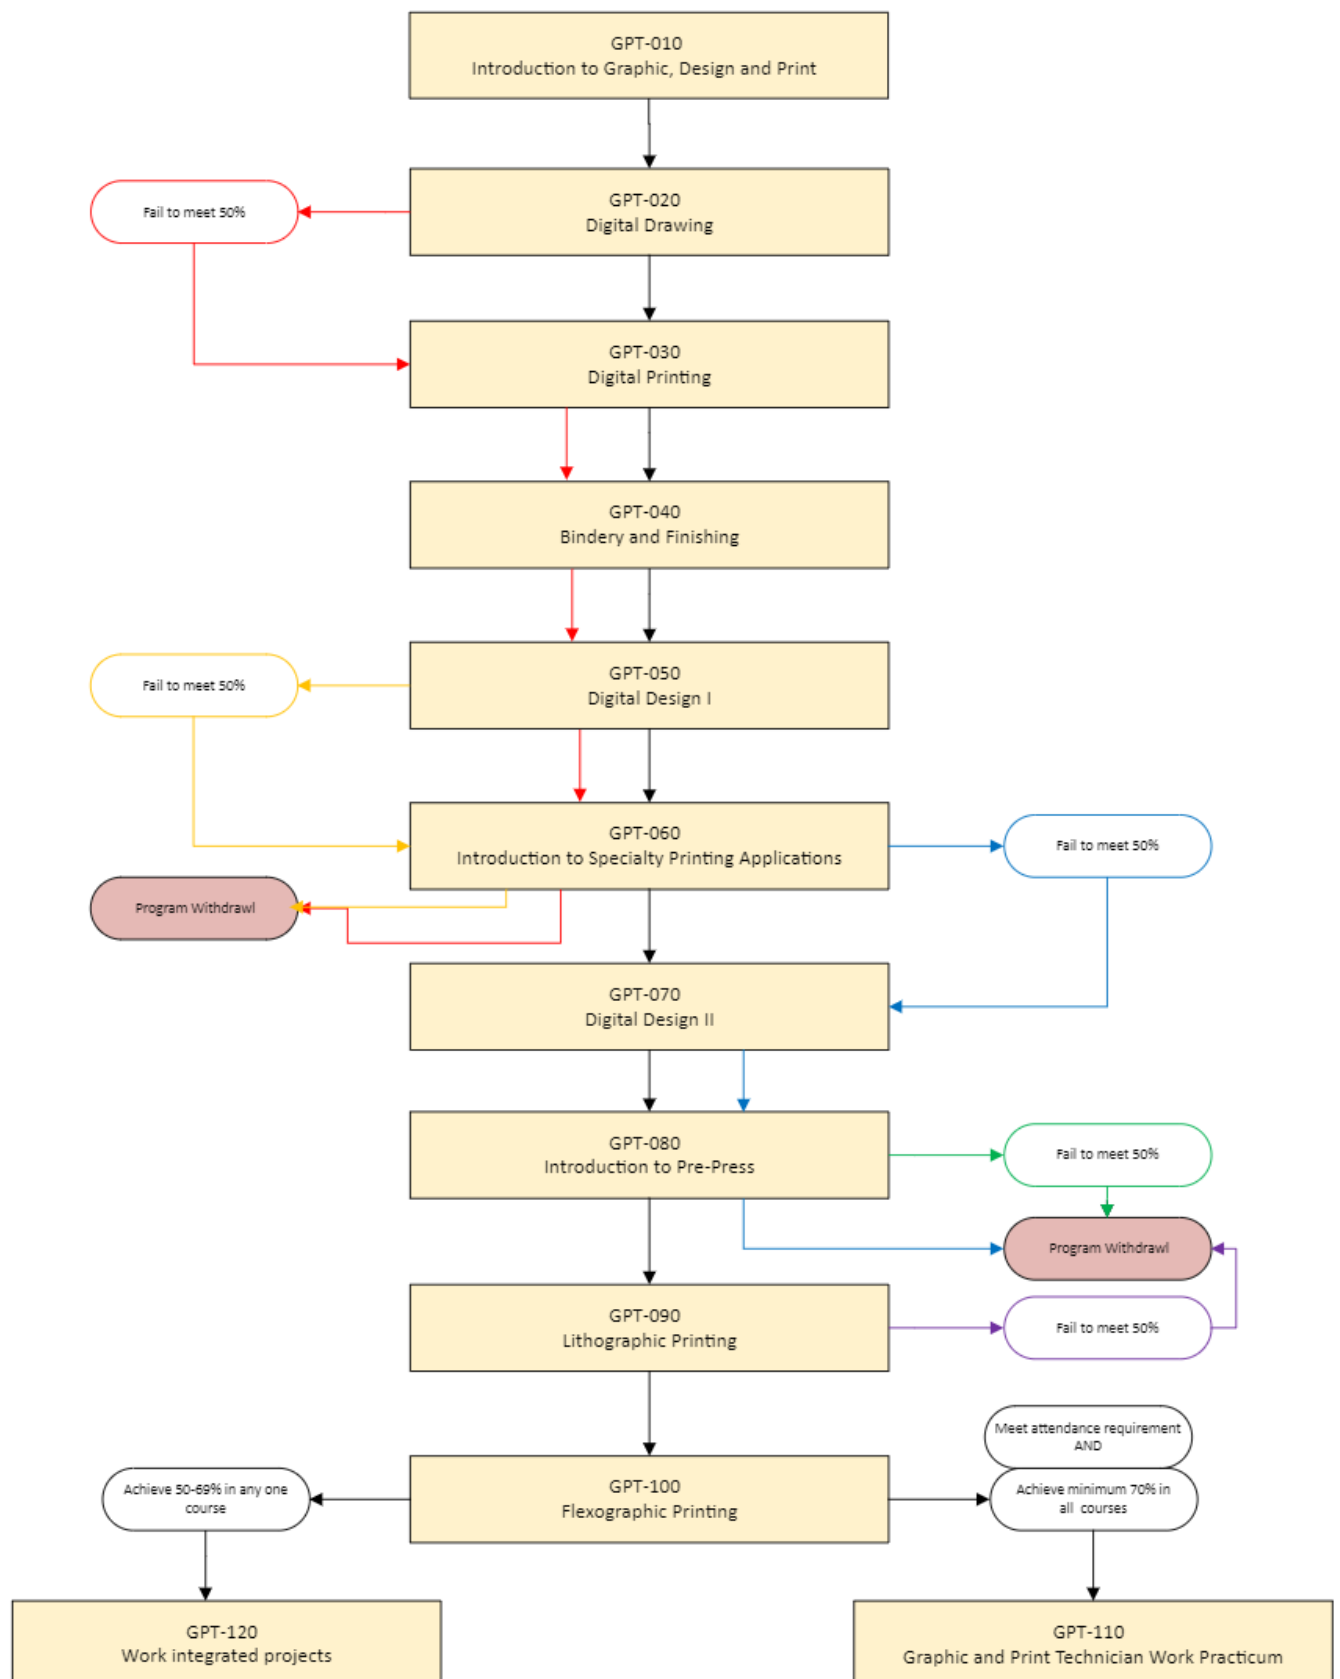 GPT-010
Introduction to Graphic, Design and Print
GPT-020
Digital Drawing
Fail to meet 50%
GPT-030
Digital Printing
GPT-040
Bindery and Finishing
GPT-050
Digital Design I
Fail to meet 50%
GPT-060
Introduction to Specialty Printing Applications
Fail to meet 50%
Program Withdrawl
GPT-070
Digital Design II
GPT-080
Introduction to Pre-Press
Fail to meet 50%
Program Withdrawl
GPT-090
Lithographic Printing
Fail to meet 50%
Meet attendance requirement
AND
Achieve 50-69% in any one
course
GPT-100
Flexographic Printing
Achieve minimum 70% in
all courses
GPT-120
Work integrated projects
GPT-110
Graphic and Print Technician Work Practicum